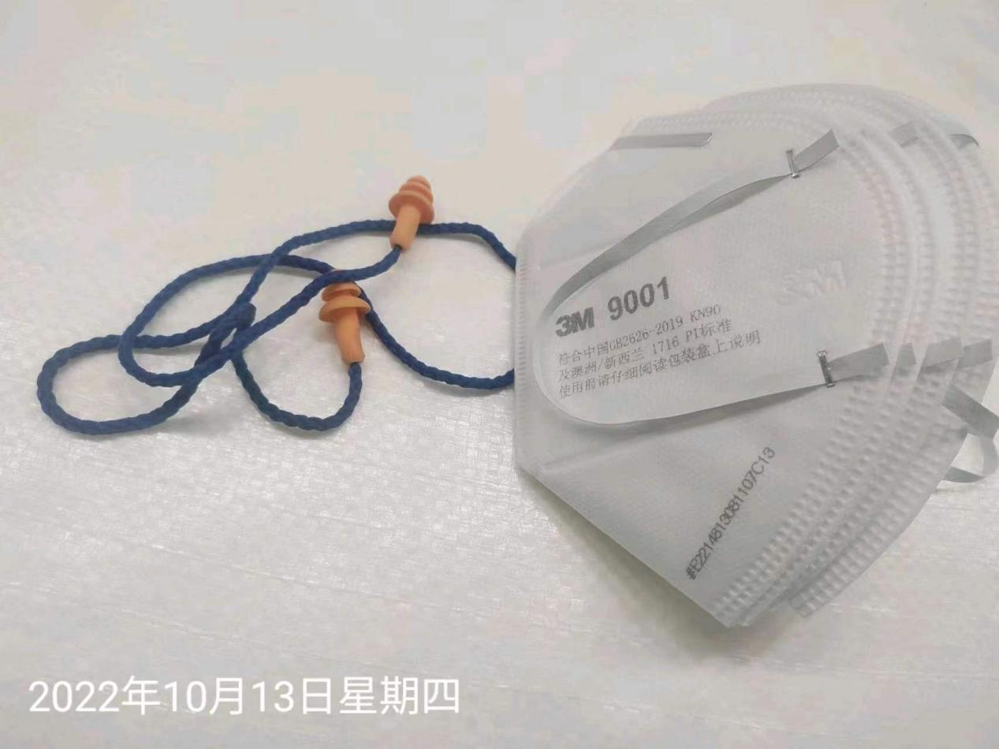 3M
3M 9001
符合中国GB2626-2019 KN90
及澳洲/新西兰 1716 P1标准
使用前请仔细阅读包装盒上说明
#E2214813081107C13
2022年10月13日星期四